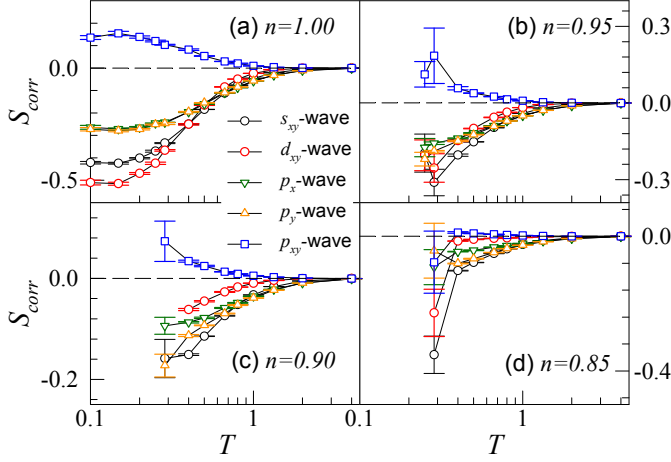 (a) n=1.00
(b) n=0.95
0.0
-0.5
S_corr
0.3
0.0
-0.3
s_xy-wave
d_xy-wave
p_x-wave
p_y-wave
p_xy-wave
0.0
-0.2
S_corr
(c) n=0.90
0.0
-0.4
(d) n=0.85
0.1
1
0.1
1
T
T